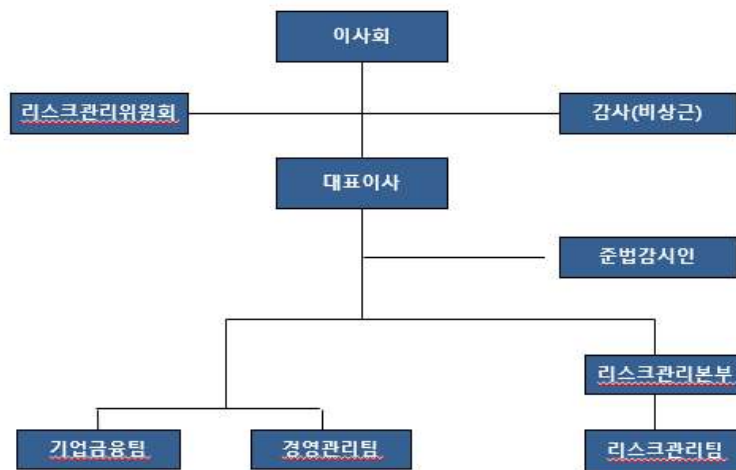 이사회
리스크관리위원회
감사(비상근)
대표이사
준법감시인
리스크관리본부
기업금융팀
경영관리팀
리스크관리팀